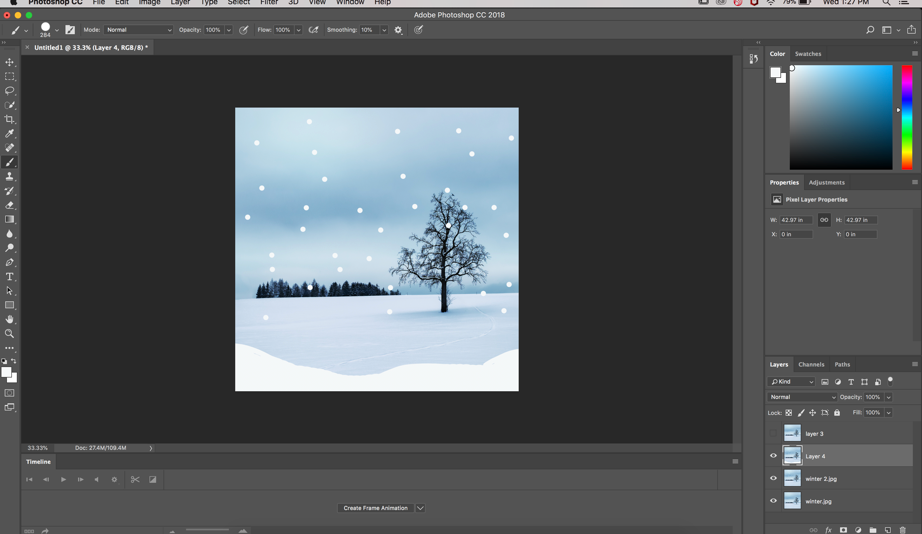 Photoshop CC File Edit Image Layer Type Select Filter 3D View Window Help 79% Wed 1:27 PM
Adobe Photoshop CC 2018
284 Mode: Normal Opacity: 100% Flow: 100% Smoothing: 10%
× Untitled1 @ 33.3% (Layer 4, RGB/8) *
Color Swatches
Properties Adjustments
Pixel Layer Properties
W: 42.97 in H: 42.97 in
X: 0 in Y: 0 in
Layers Channels Paths
Kind
Normal Opacity: 100%
Lock: Fill: 100%
layer 3
Layer 4
winter 2.jpg
winter.jpg
fx
33.33% Doc: 27.4M/109.4M
Timeline
Create Frame Animation